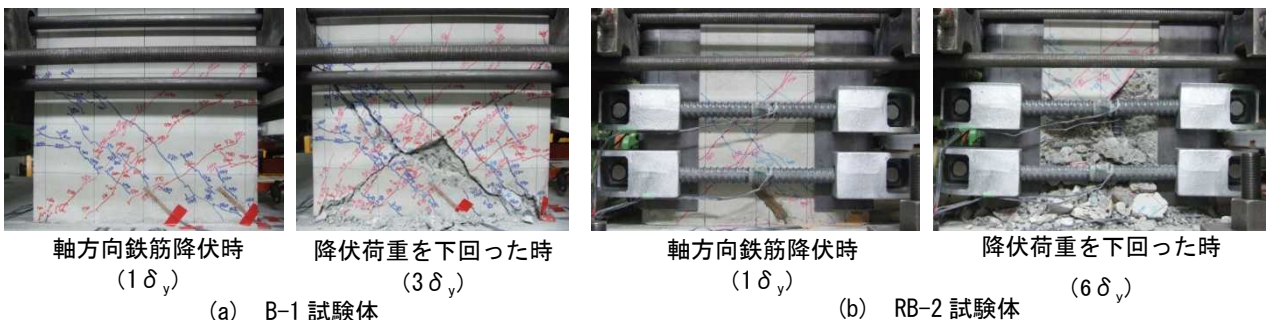 軸方向鉄筋降伏時
(1δy)
降伏荷重を下回った時
(3δy)
(a) B-1試験体
軸方向鉄筋降伏時
(1δy)
降伏荷重を下回った時
(6δy)
(b) RB-2試験体